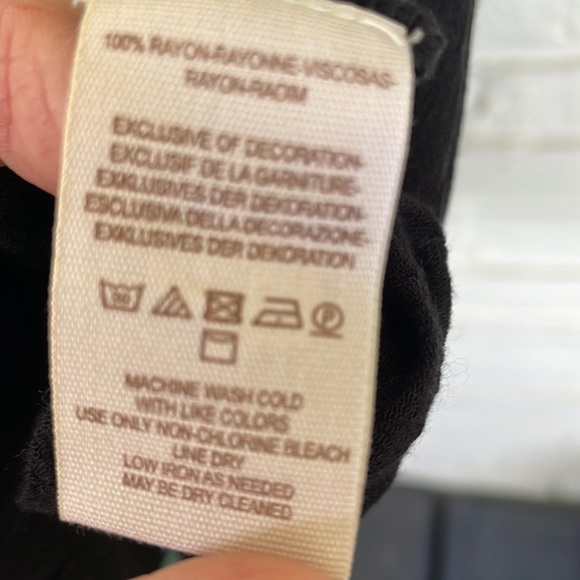 100% RAYON-RAYONNE-VISCOSAS-
RAYON-RADIM
EXCLUSIVE OF DECORATION-
EXCLUSIF DE LA GARNITURE-
EXKLUSIVES DER DEKORATION-
ESCLUSIVA DELLA DECORAZIONE-
EXKLUSIVES DER DEKORATION
30
P
MACHINE WASH COLD
WITH LIKE COLORS
USE ONLY NON-CHLORINE BLEACH
LINE DRY
LOW IRON AS NEEDED
MAY BE DRY CLEANED